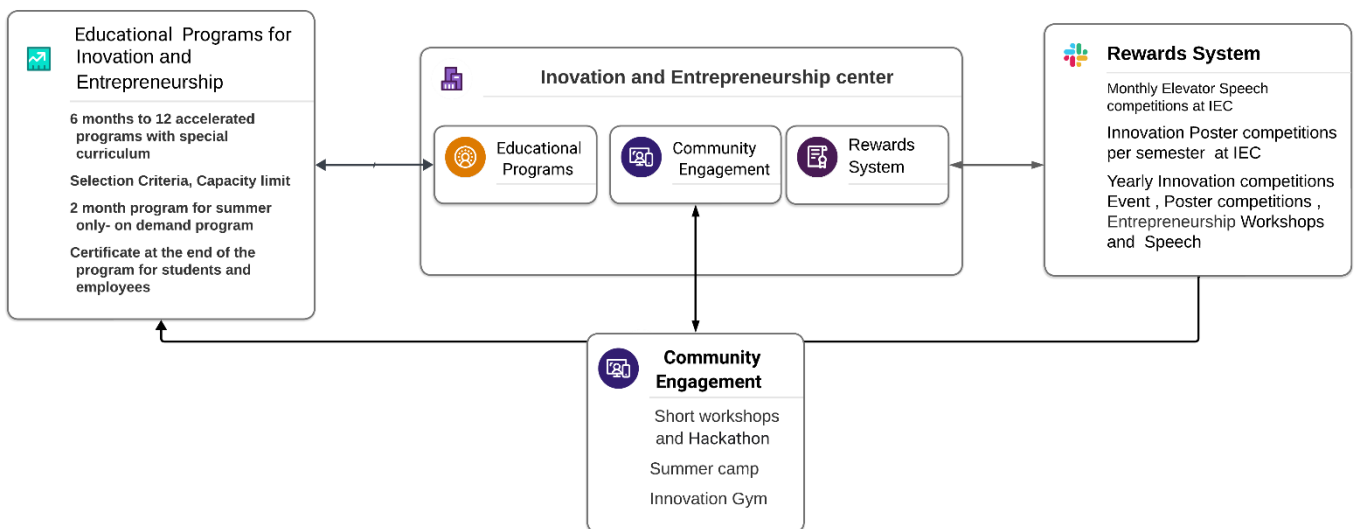 Educational Programs for
Inovation and
Entrepreneurship
6 months to 12 accelerated
programs with special
curriculum
Selection Criteria, Capacity limit
2 month program for summer
only- on demand program
Certificate at the end of the
program for students and
employees
Inovation and Entrepreneurship center
Educational
Programs
Community
Engagement
Rewards
System
Rewards System
Monthly Elevator Speech
competitions at IEC
Innovation Poster competitions
per semester at IEC
Yearly Innovation competitions
Event , Poster competitions ,
Entrepreneurship Workshops
and Speech
Community
Engagement
Short workshops
and Hackathon
Summer camp
Innovation Gym